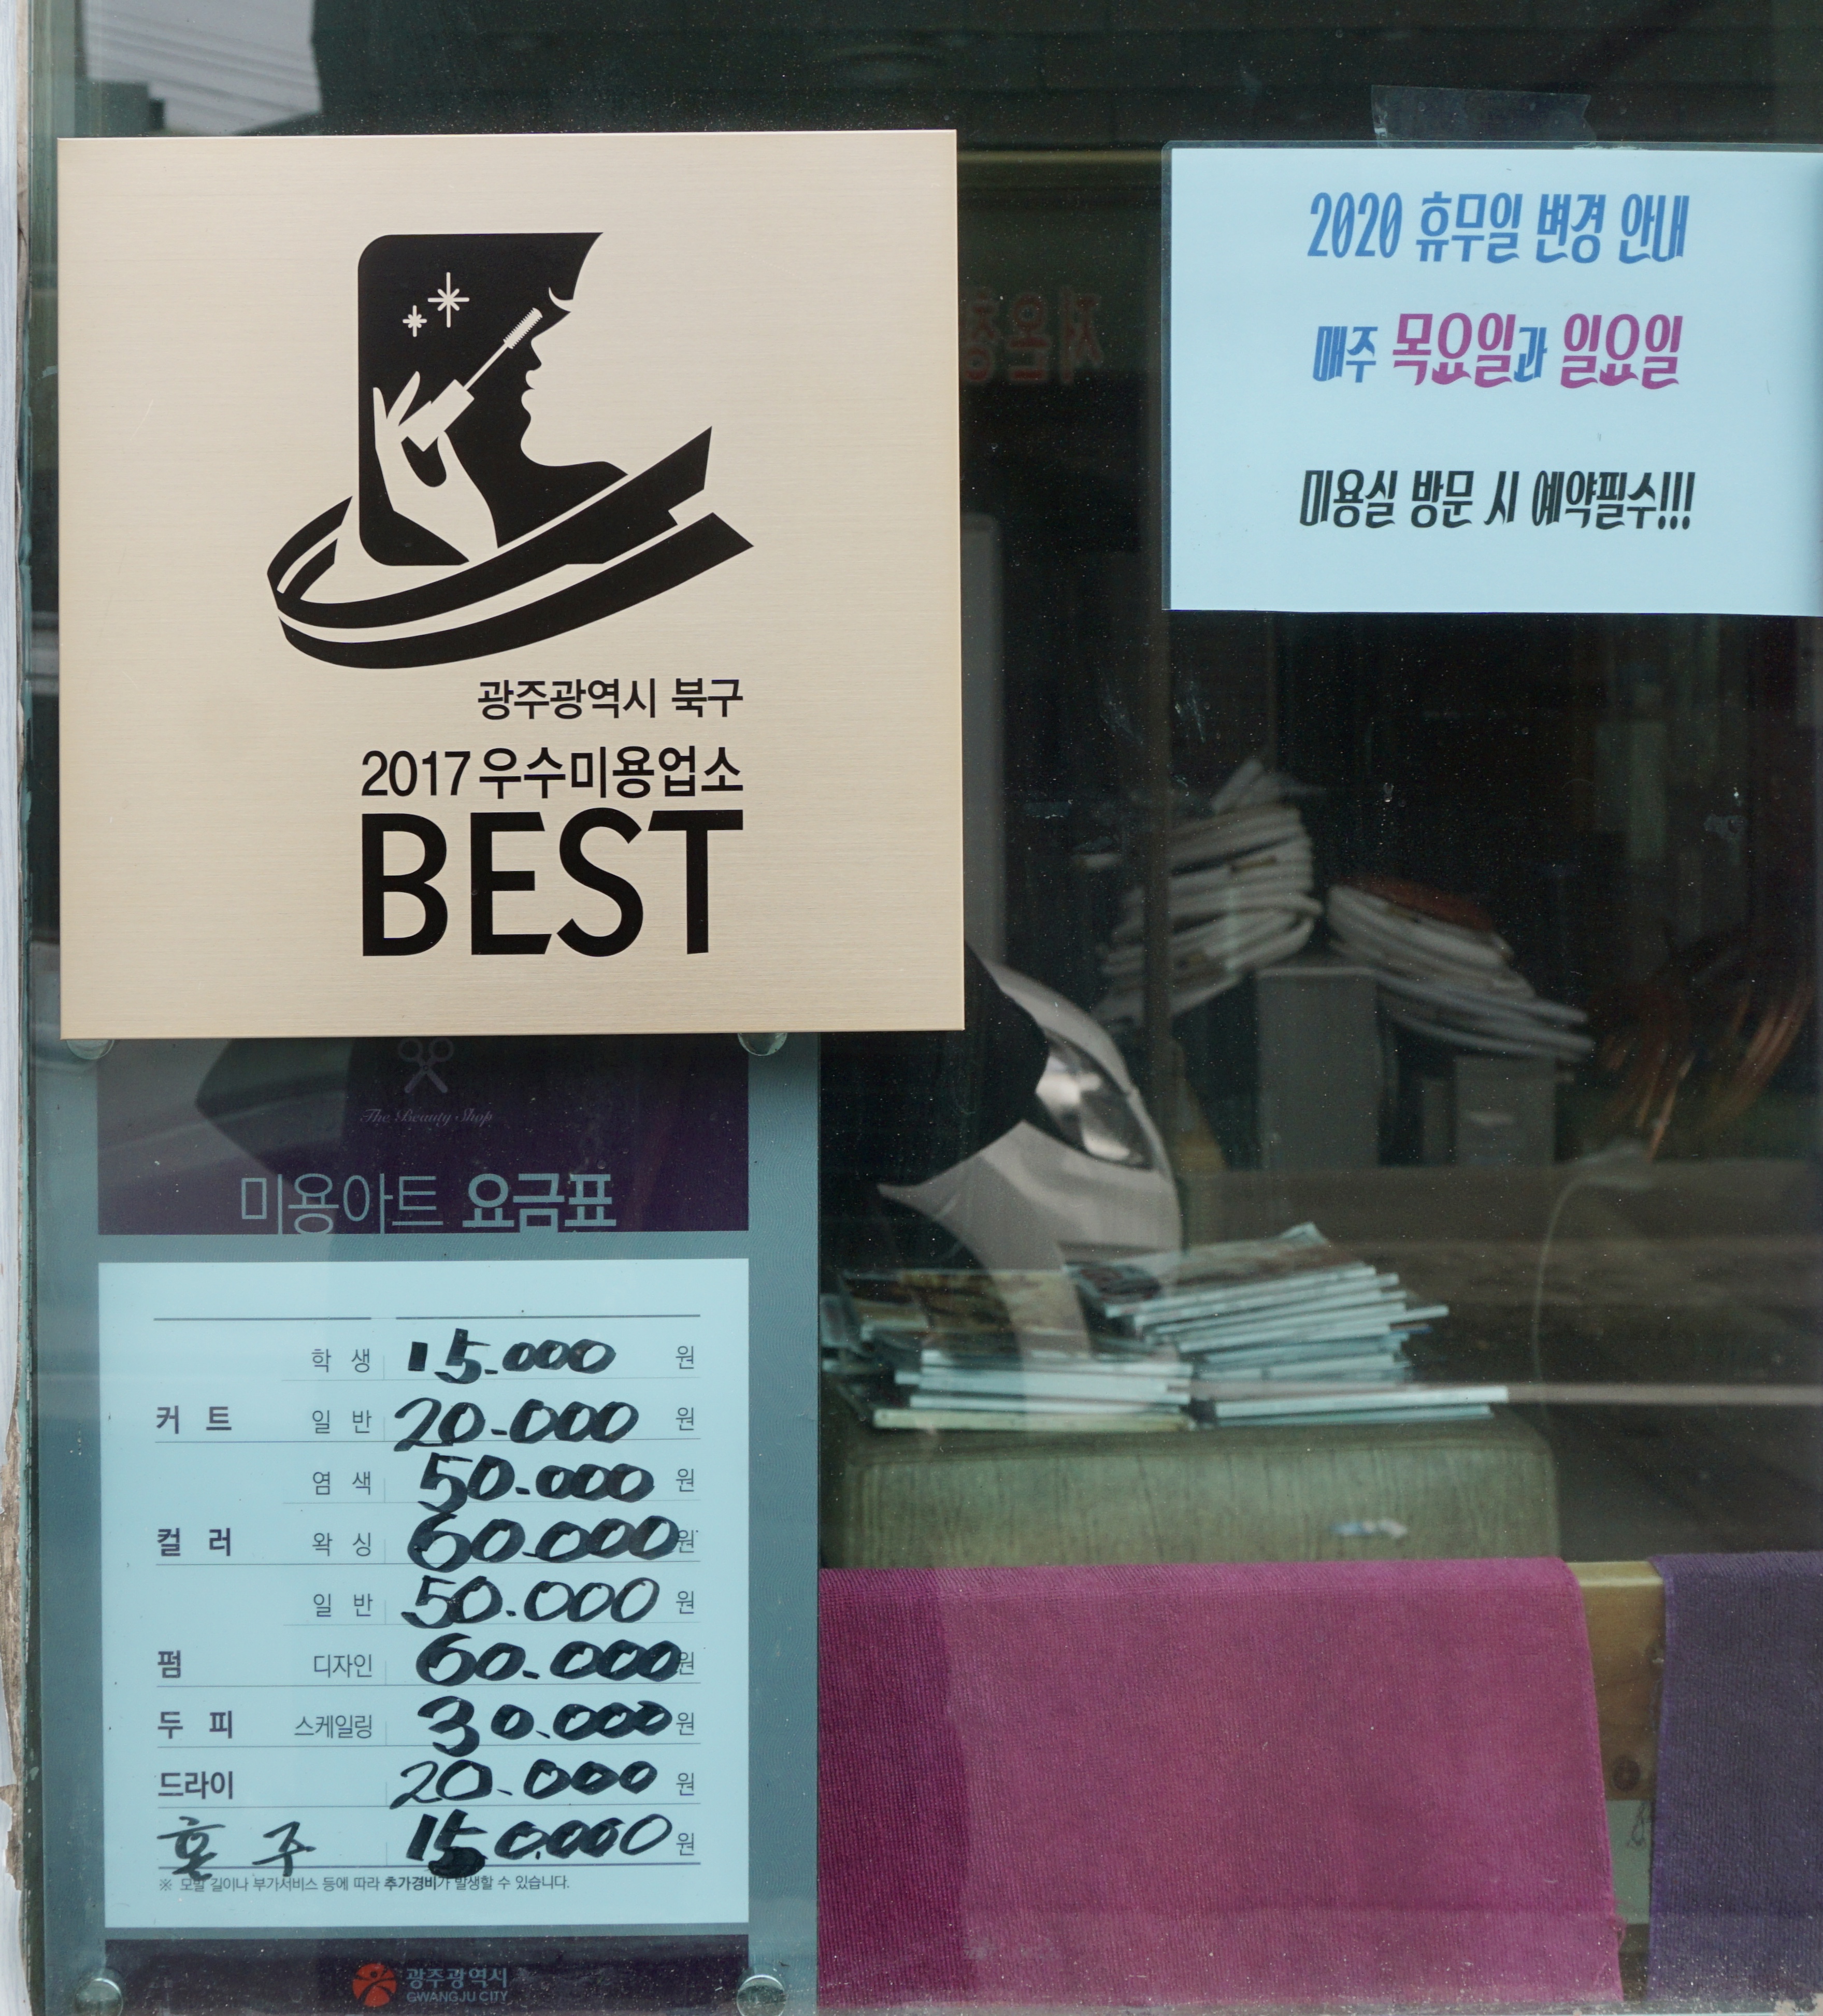 광주광역시 북구
2017 우수미용업소
BEST
2020 휴무일 변경 안내
매주 목요일과 일요일
미용실 방문 시 예약필수!!!
The Beauty Shop
미용아트 요금표
학생 15.000 원
커트 일반 20-000 원
염색 50-000 원
컬러 왁싱 60.000 원
일반 50.000 원
펌 디자인 60.000 원
두피 스케일링 30.000 원
드라이 20.000 원
혼주 150.000 원
※ 모발 길이나 부가서비스 등에 따라 추가경비가 발생할 수 있습니다.
광주광역시
GWANGJU CITY